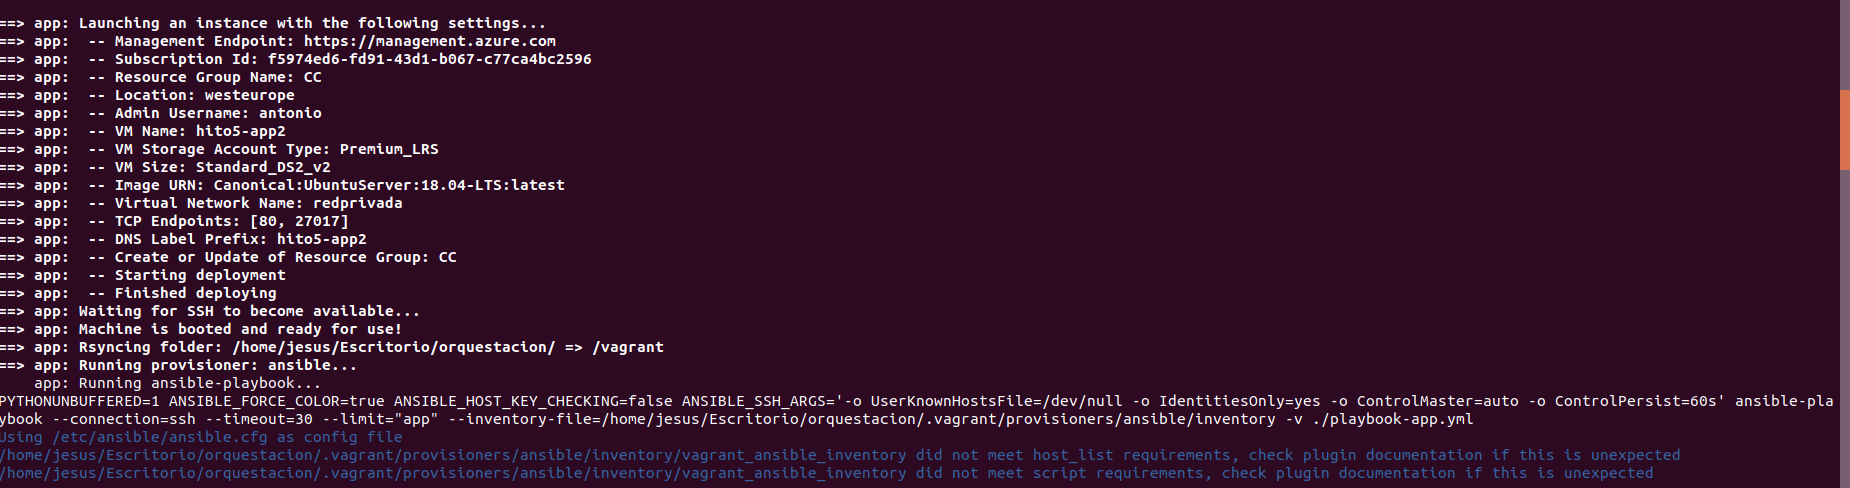 ==> app: Launching an instance with the following settings...
==> app:  -- Management Endpoint: https://management.azure.com
==> app:  -- Subscription Id: f5974ed6-fd91-43d1-b067-c77ca4bc2596
==> app:  -- Resource Group Name: CC
==> app:  -- Location: westeurope
==> app:  -- Admin Username: antonio
==> app:  -- VM Name: hito5-app2
==> app:  -- VM Storage Account Type: Premium_LRS
==> app:  -- VM Size: Standard_DS2_v2
==> app:  -- Image URN: Canonical:UbuntuServer:18.04-LTS:latest
==> app:  -- Virtual Network Name: redprivada
==> app:  -- TCP Endpoints: [80, 27017]
==> app:  -- DNS Label Prefix: hito5-app2
==> app:  -- Create or Update of Resource Group: CC
==> app:  -- Starting deployment
==> app:  -- Finished deploying
==> app: Waiting for SSH to become available...
==> app: Machine is booted and ready for use!
==> app: Rsyncing folder: /home/jesus/Escritorio/orquestacion/ => /vagrant
==> app: Running provisioner: ansible...
    app: Running ansible-playbook...
PYTHONUNBUFFERED=1 ANSIBLE_FORCE_COLOR=true ANSIBLE_HOST_KEY_CHECKING=false ANSIBLE_SSH_ARGS='-o UserKnownHostsFile=/dev/null -o IdentitiesOnly=yes -o ControlMaster=auto -o ControlPersist=60s' ansible-pla
ybook --connection=ssh --timeout=30 --limit="app" --inventory-file=/home/jesus/Escritorio/orquestacion/.vagrant/provisioners/ansible/inventory -v ./playbook-app.yml
Using /etc/ansible/ansible.cfg as config file
/home/jesus/Escritorio/orquestacion/.vagrant/provisioners/ansible/inventory/vagrant_ansible_inventory did not meet host_list requirements, check plugin documentation if this is unexpected
/home/jesus/Escritorio/orquestacion/.vagrant/provisioners/ansible/inventory/vagrant_ansible_inventory did not meet script requirements, check plugin documentation if this is unexpected